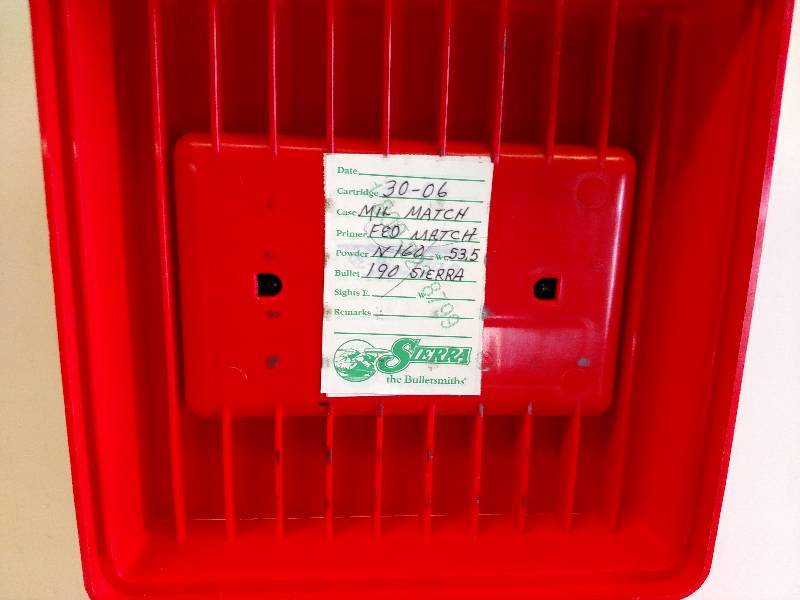 Date
Cartridge 30-06
Case MIL MATCH
Primer FED MATCH
Powder N160 Wt. 53.5
Bullet 190 SIERRA
Sights E. W.
Remarks
SIERRA
the Bulletsmiths®